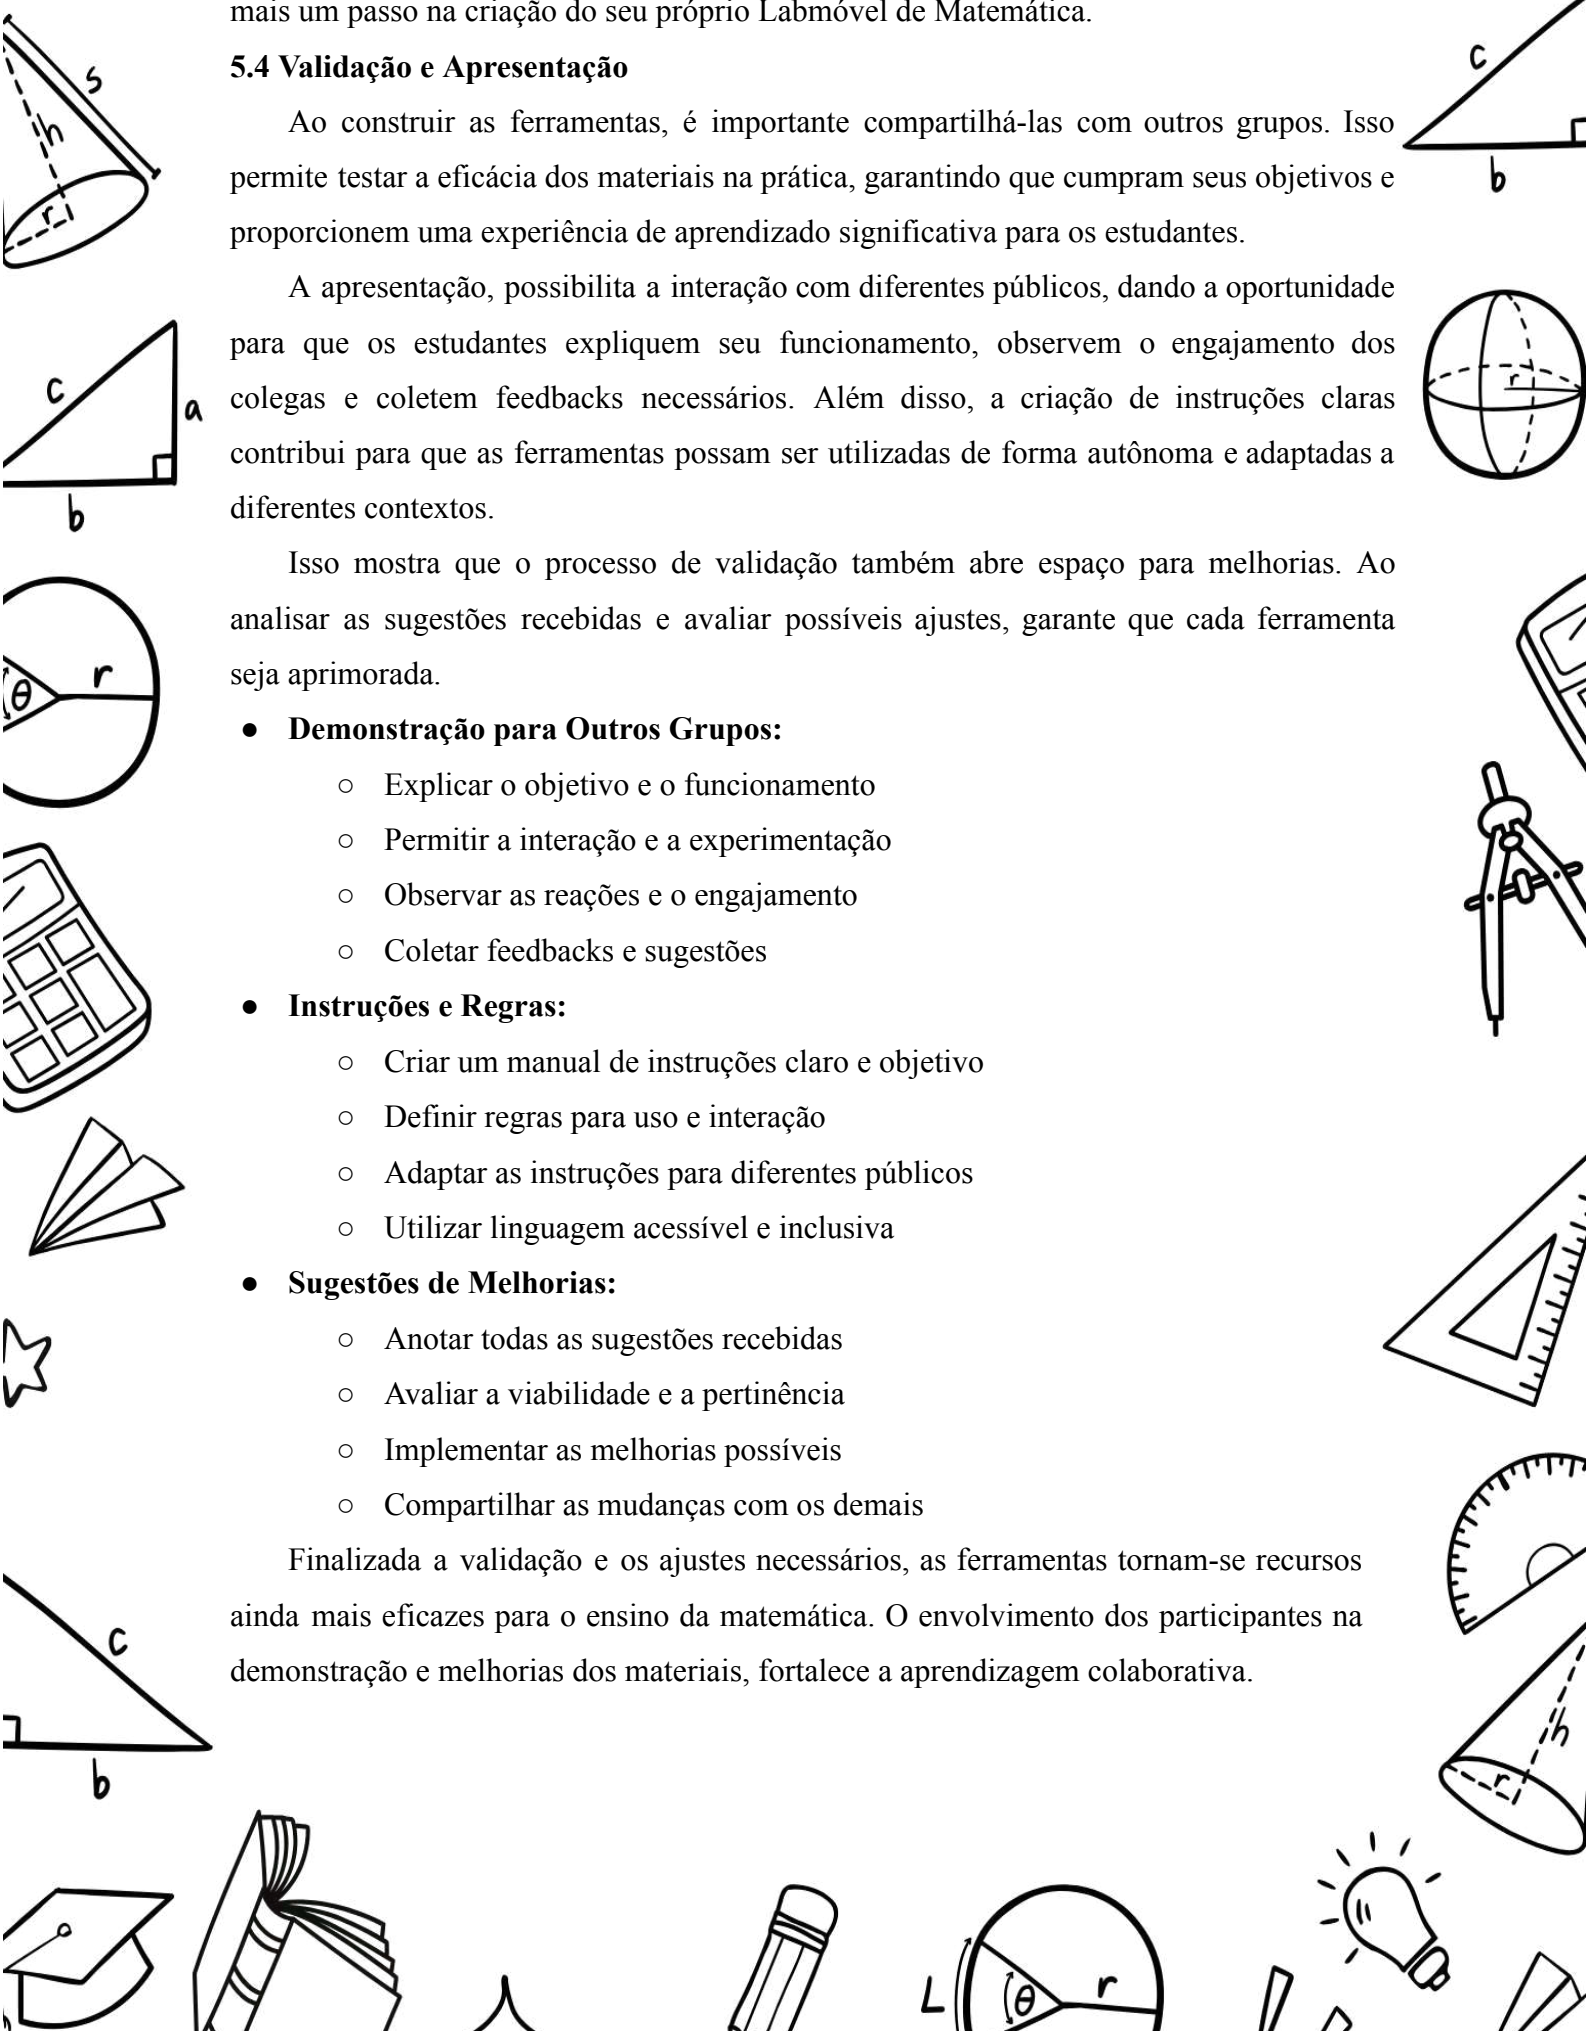 mais um passo na criação do seu próprio Labmóvel de Matemática.
5.4 Validação e Apresentação
Ao construir as ferramentas, é importante compartilhá-las com outros grupos. Isso
permite testar a eficácia dos materiais na prática, garantindo que cumpram seus objetivos e
proporcionem uma experiência de aprendizado significativa para os estudantes.
A apresentação, possibilita a interação com diferentes públicos, dando a oportunidade
para que os estudantes expliquem seu funcionamento, observem o engajamento dos
colegas e coletem feedbacks necessários. Além disso, a criação de instruções claras
contribui para que as ferramentas possam ser utilizadas de forma autônoma e adaptadas a
diferentes contextos.
Isso mostra que o processo de validação também abre espaço para melhorias. Ao
analisar as sugestões recebidas e avaliar possíveis ajustes, garante que cada ferramenta
seja aprimorada.
● Demonstração para Outros Grupos:
○ Explicar o objetivo e o funcionamento
○ Permitir a interação e a experimentação
○ Observar as reações e o engajamento
○ Coletar feedbacks e sugestões
● Instruções e Regras:
○ Criar um manual de instruções claro e objetivo
○ Definir regras para uso e interação
○ Adaptar as instruções para diferentes públicos
○ Utilizar linguagem acessível e inclusiva
● Sugestões de Melhorias:
○ Anotar todas as sugestões recebidas
○ Avaliar a viabilidade e a pertinência
○ Implementar as melhorias possíveis
○ Compartilhar as mudanças com os demais
Finalizada a validação e os ajustes necessários, as ferramentas tornam-se recursos
ainda mais eficazes para o ensino da matemática. O envolvimento dos participantes na
demonstração e melhorias dos materiais, fortalece a aprendizagem colaborativa.
s
h
r
c
a
b
θ
r
c
b
c
b
r
h
r
L
θ
r